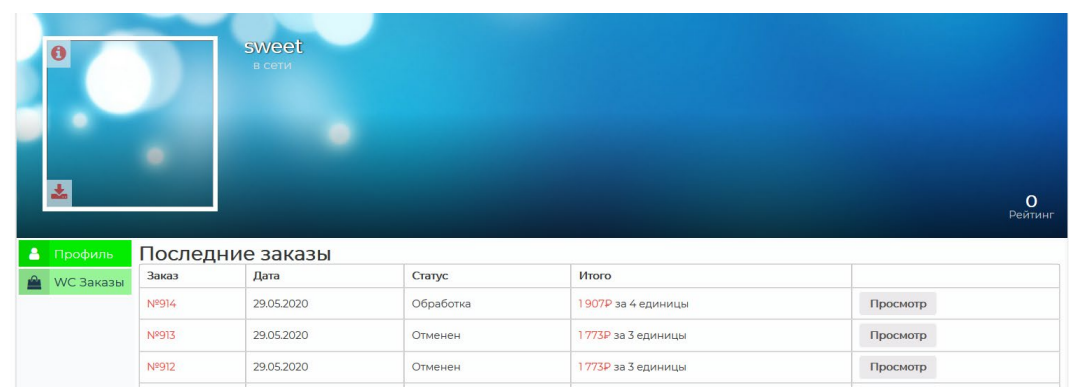 sweet
в сети
0
Рейтинг
Профиль
WC Заказы
Последние заказы
Заказ Дата Статус Итого
№914 29.05.2020 Обработка 1 907₽ за 4 единицы Просмотр
№913 29.05.2020 Отменен 1 773₽ за 3 единицы Просмотр
№912 29.05.2020 Отменен 1 773₽ за 3 единицы Просмотр